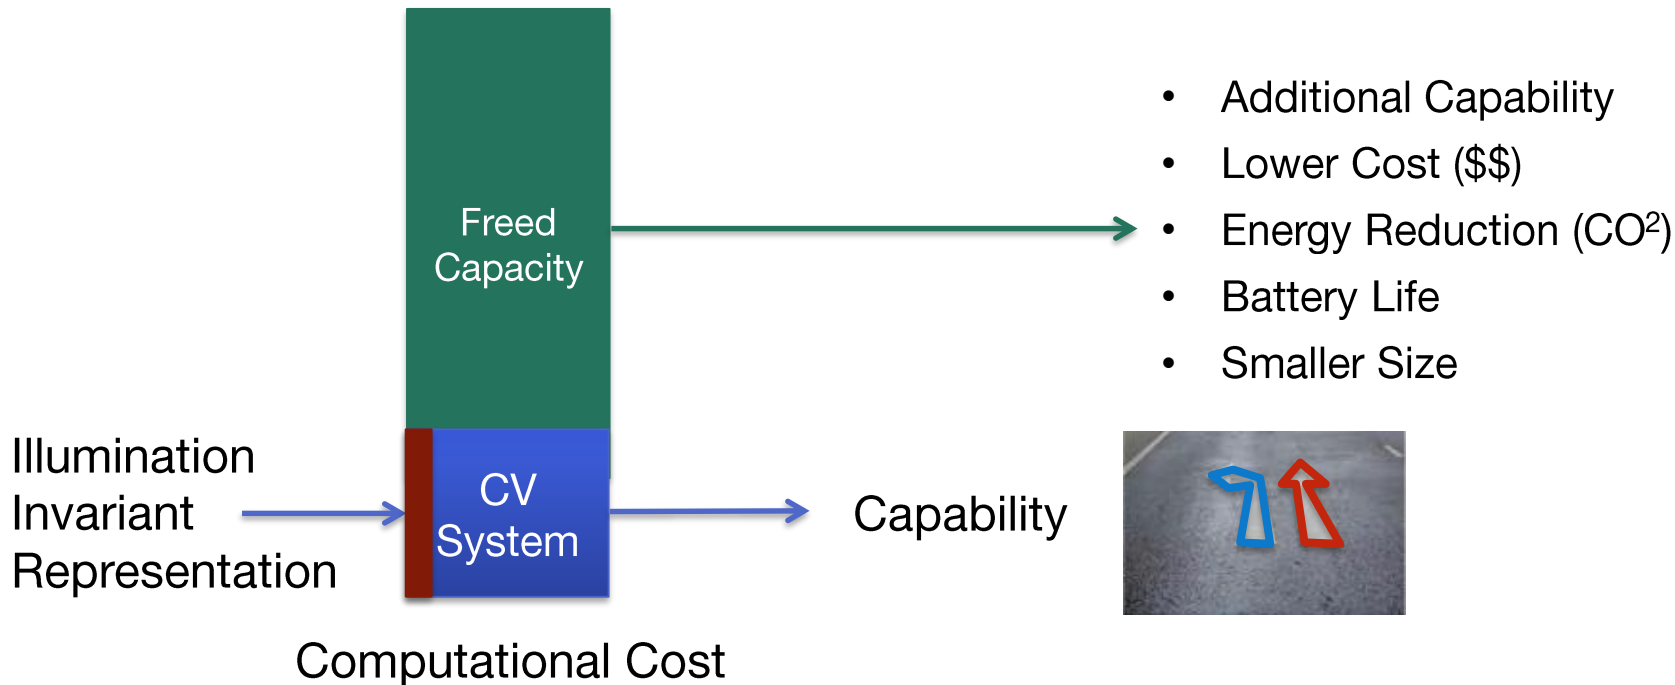 Freed
Capacity
• Additional Capability
• Lower Cost ($$)
• Energy Reduction (CO²)
• Battery Life
• Smaller Size
Illumination
Invariant
Representation
CV
System
Capability
Computational Cost